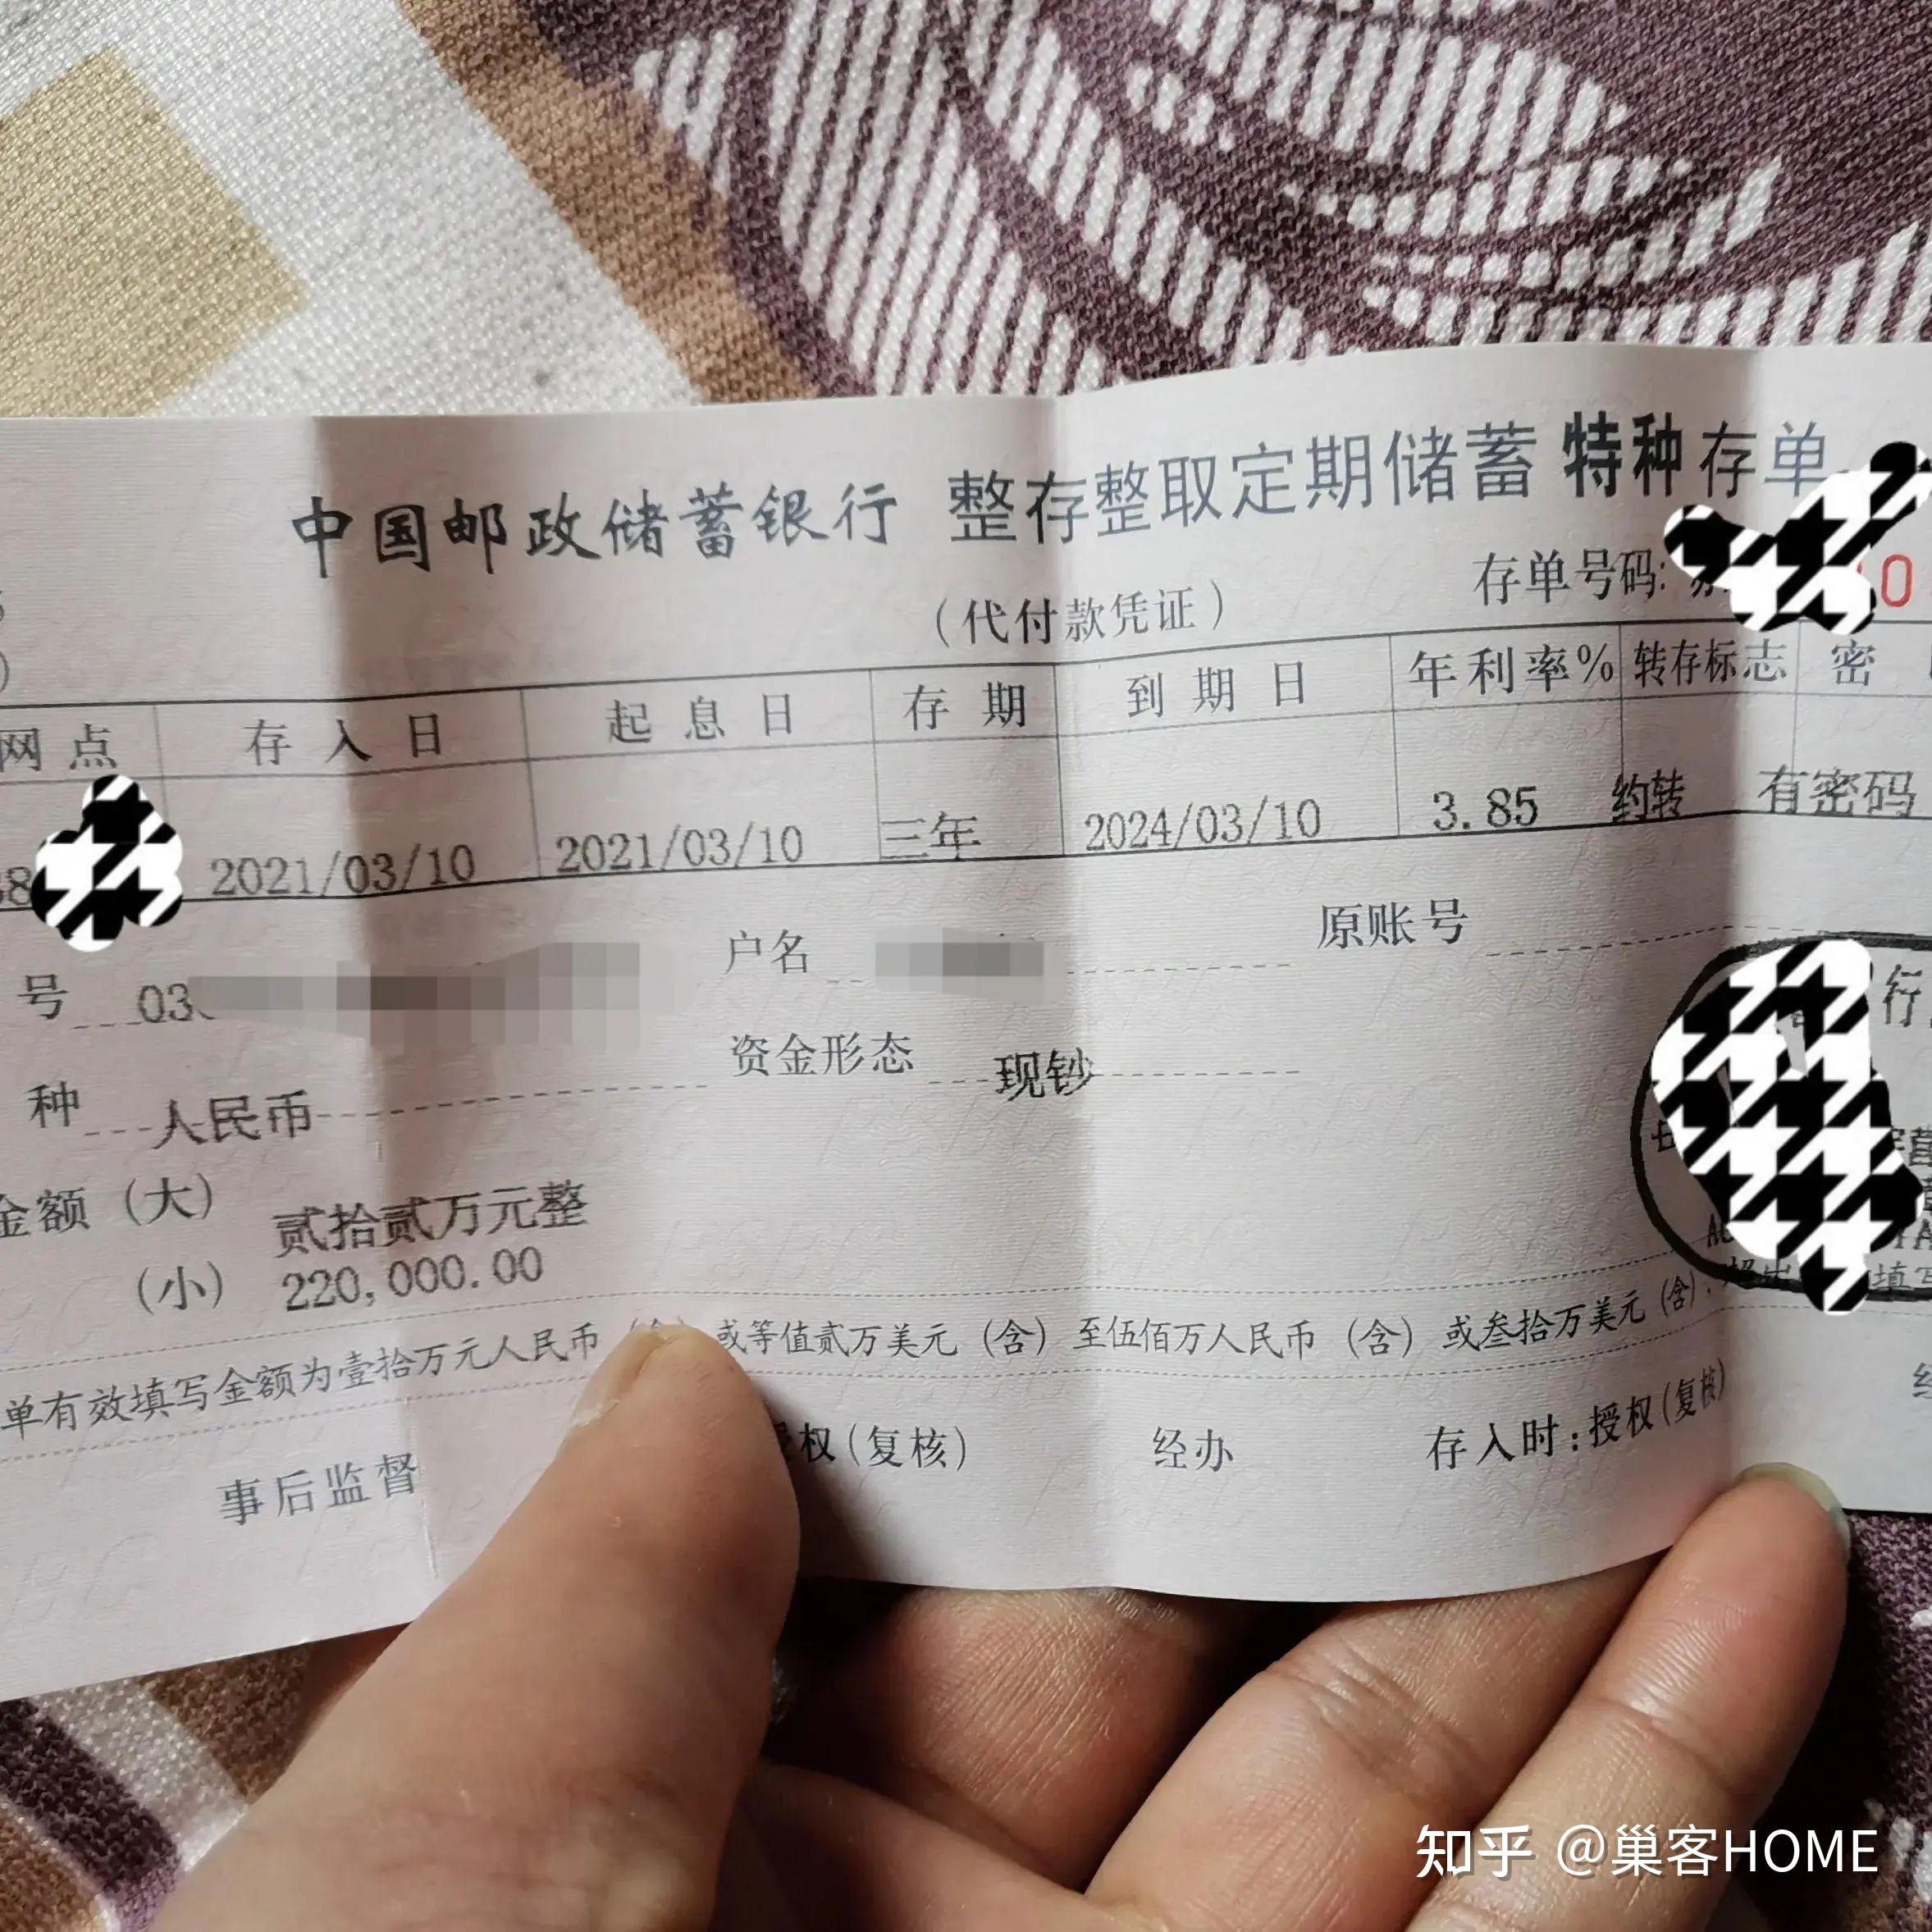 中国邮政储蓄银行 整存整取定期储蓄 特种存单
(代付款凭证)
存单号码: 0
网点 存入日 起息日 存期 到期日 年利率% 转存标志 密
2021/03/10 2021/03/10 三年 2024/03/10 3.85 约转 有密码
号 03 户名 原账号
行
种 人民币 资金形态 现钞
金额 (大) 贰拾贰万元整
(小) 220,000.00
单有效填写金额为壹拾万元人民币 或等值贰万美元 (含) 至伍佰万人民币 (含) 或叁拾万美元 (含) 填写
事后监督 权(复核) 经办 存入时:授权(复核)
知乎 @巢客HOME